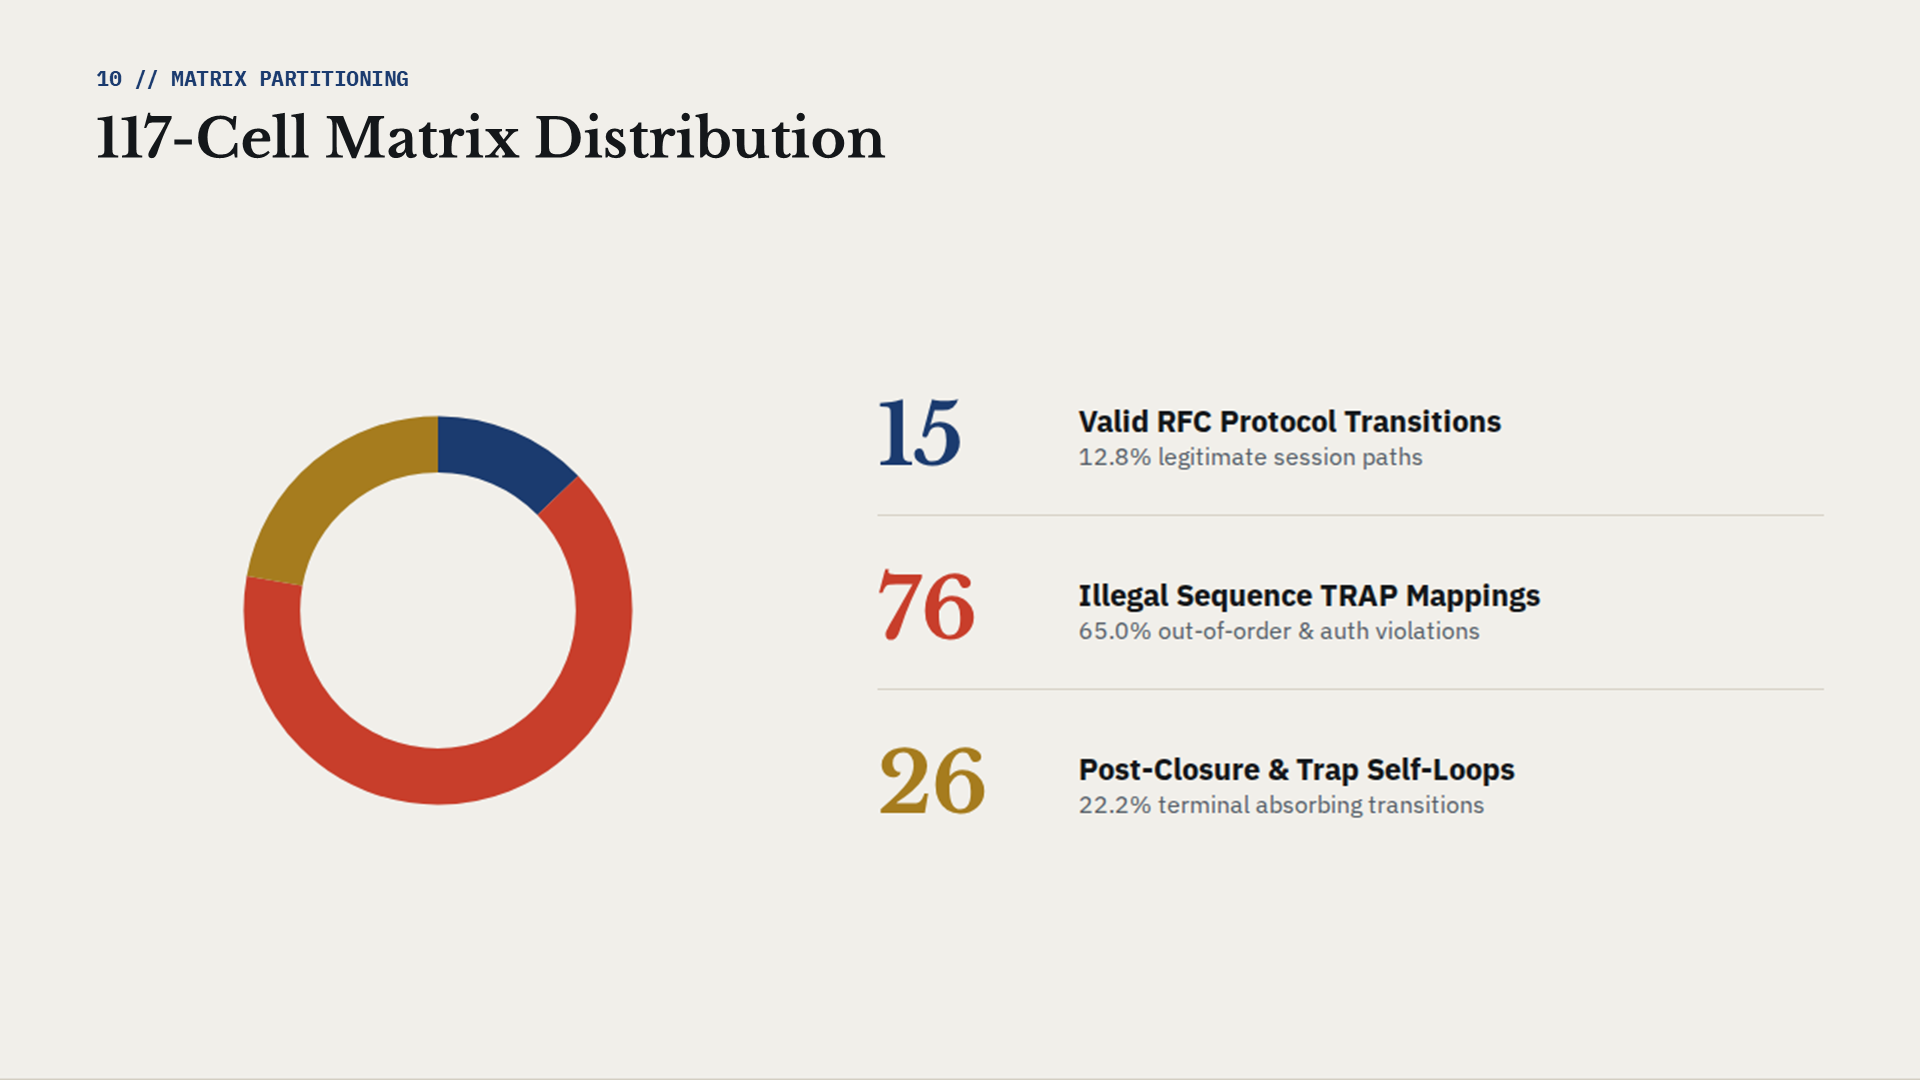 10 // MATRIX PARTITIONING
117-Cell Matrix Distribution
15
Valid RFC Protocol Transitions
12.8% legitimate session paths
76
Illegal Sequence TRAP Mappings
65.0% out-of-order & auth violations
26
Post-Closure & Trap Self-Loops
22.2% terminal absorbing transitions